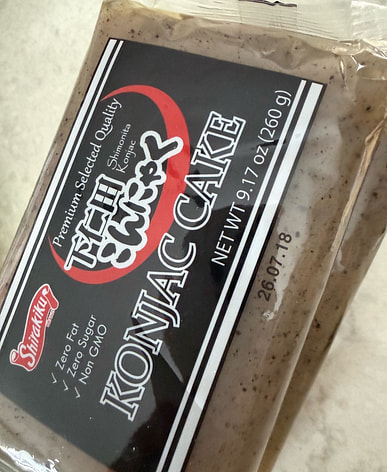 Premium Selected Quality
下仁田
こんにゃく
Shimonita
Konjac
KONJAC CAKE
NET WT 9.17 oz (260 g)
Shirakiku
✓ Zero Fat
✓ Zero Sugar
✓ Non GMO
26.07.18